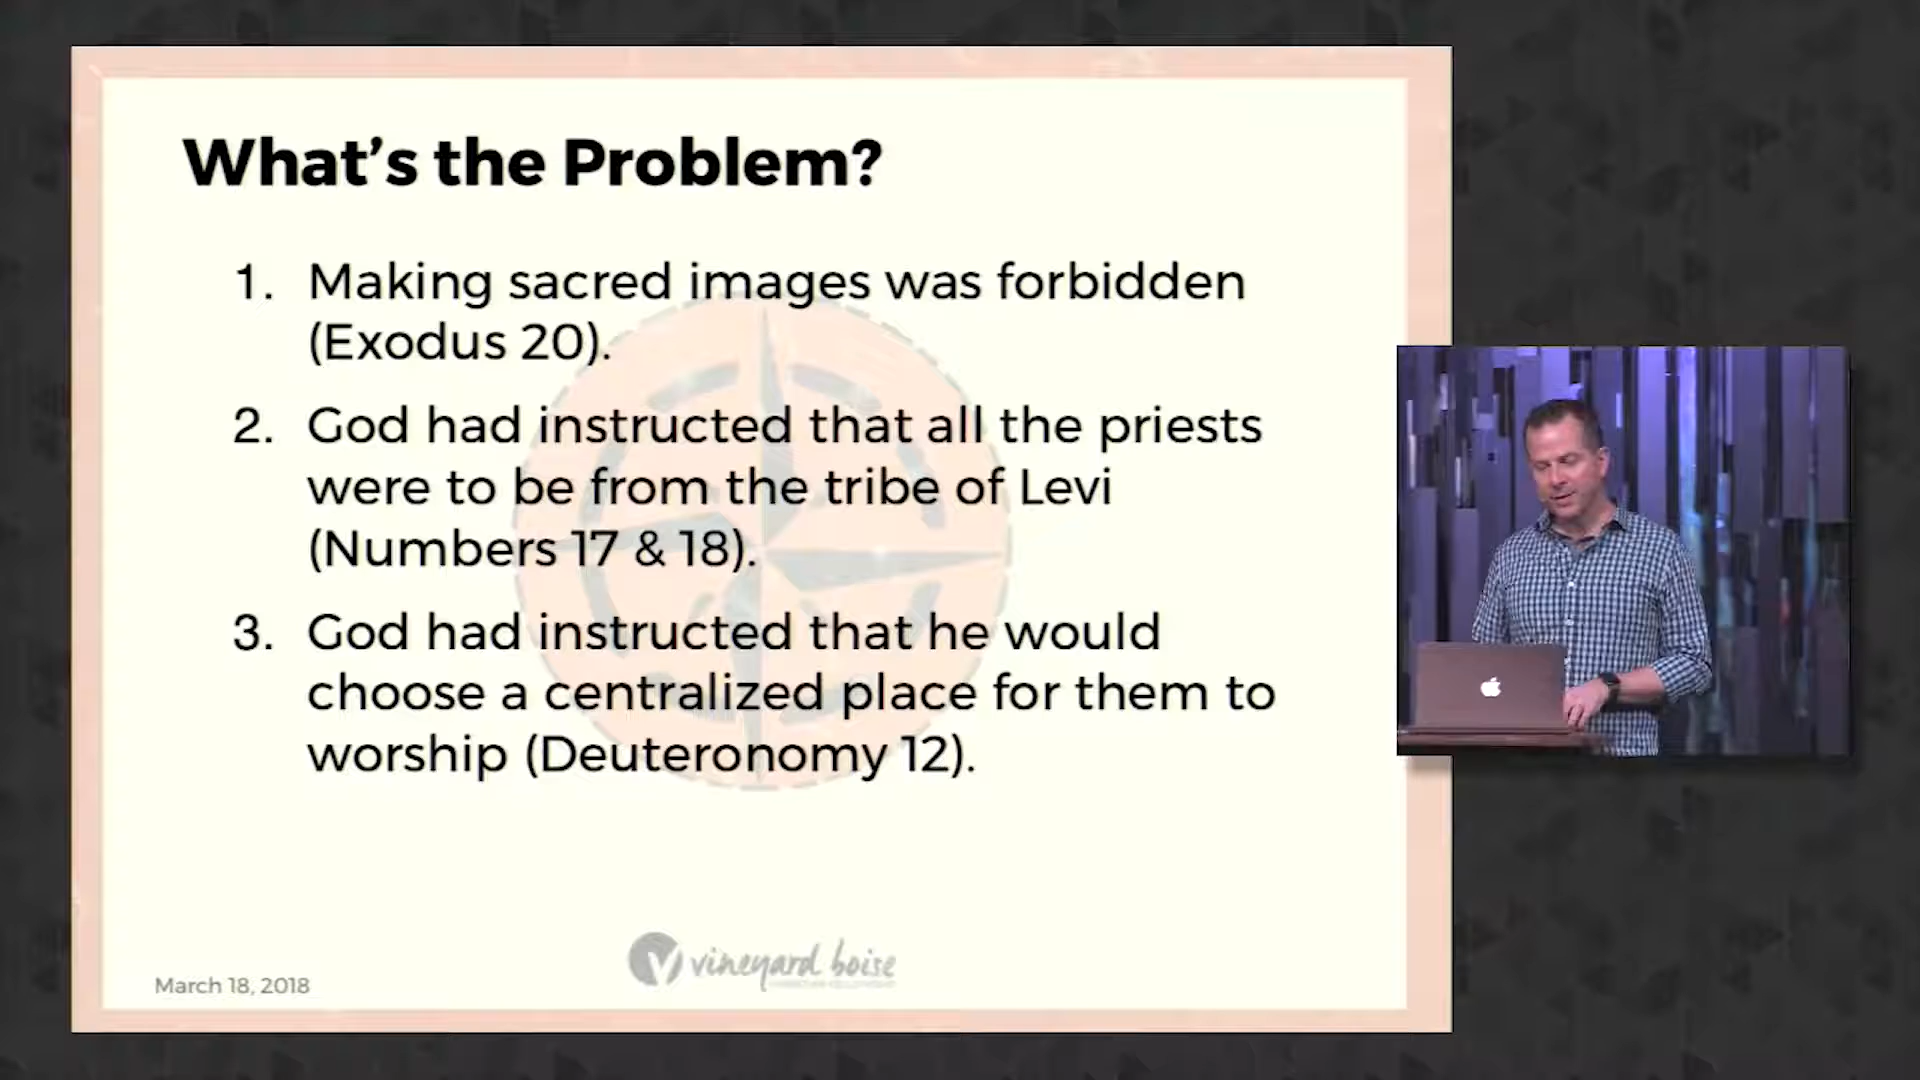 What's the Problem?
1. Making sacred images was forbidden
(Exodus 20).
2. God had instructed that all the priests
were to be from the tribe of Levi
(Numbers 17 & 18).
3. God had instructed that he would
choose a centralized place for them to
worship (Deuteronomy 12).
vineyard boise
March 18, 2018